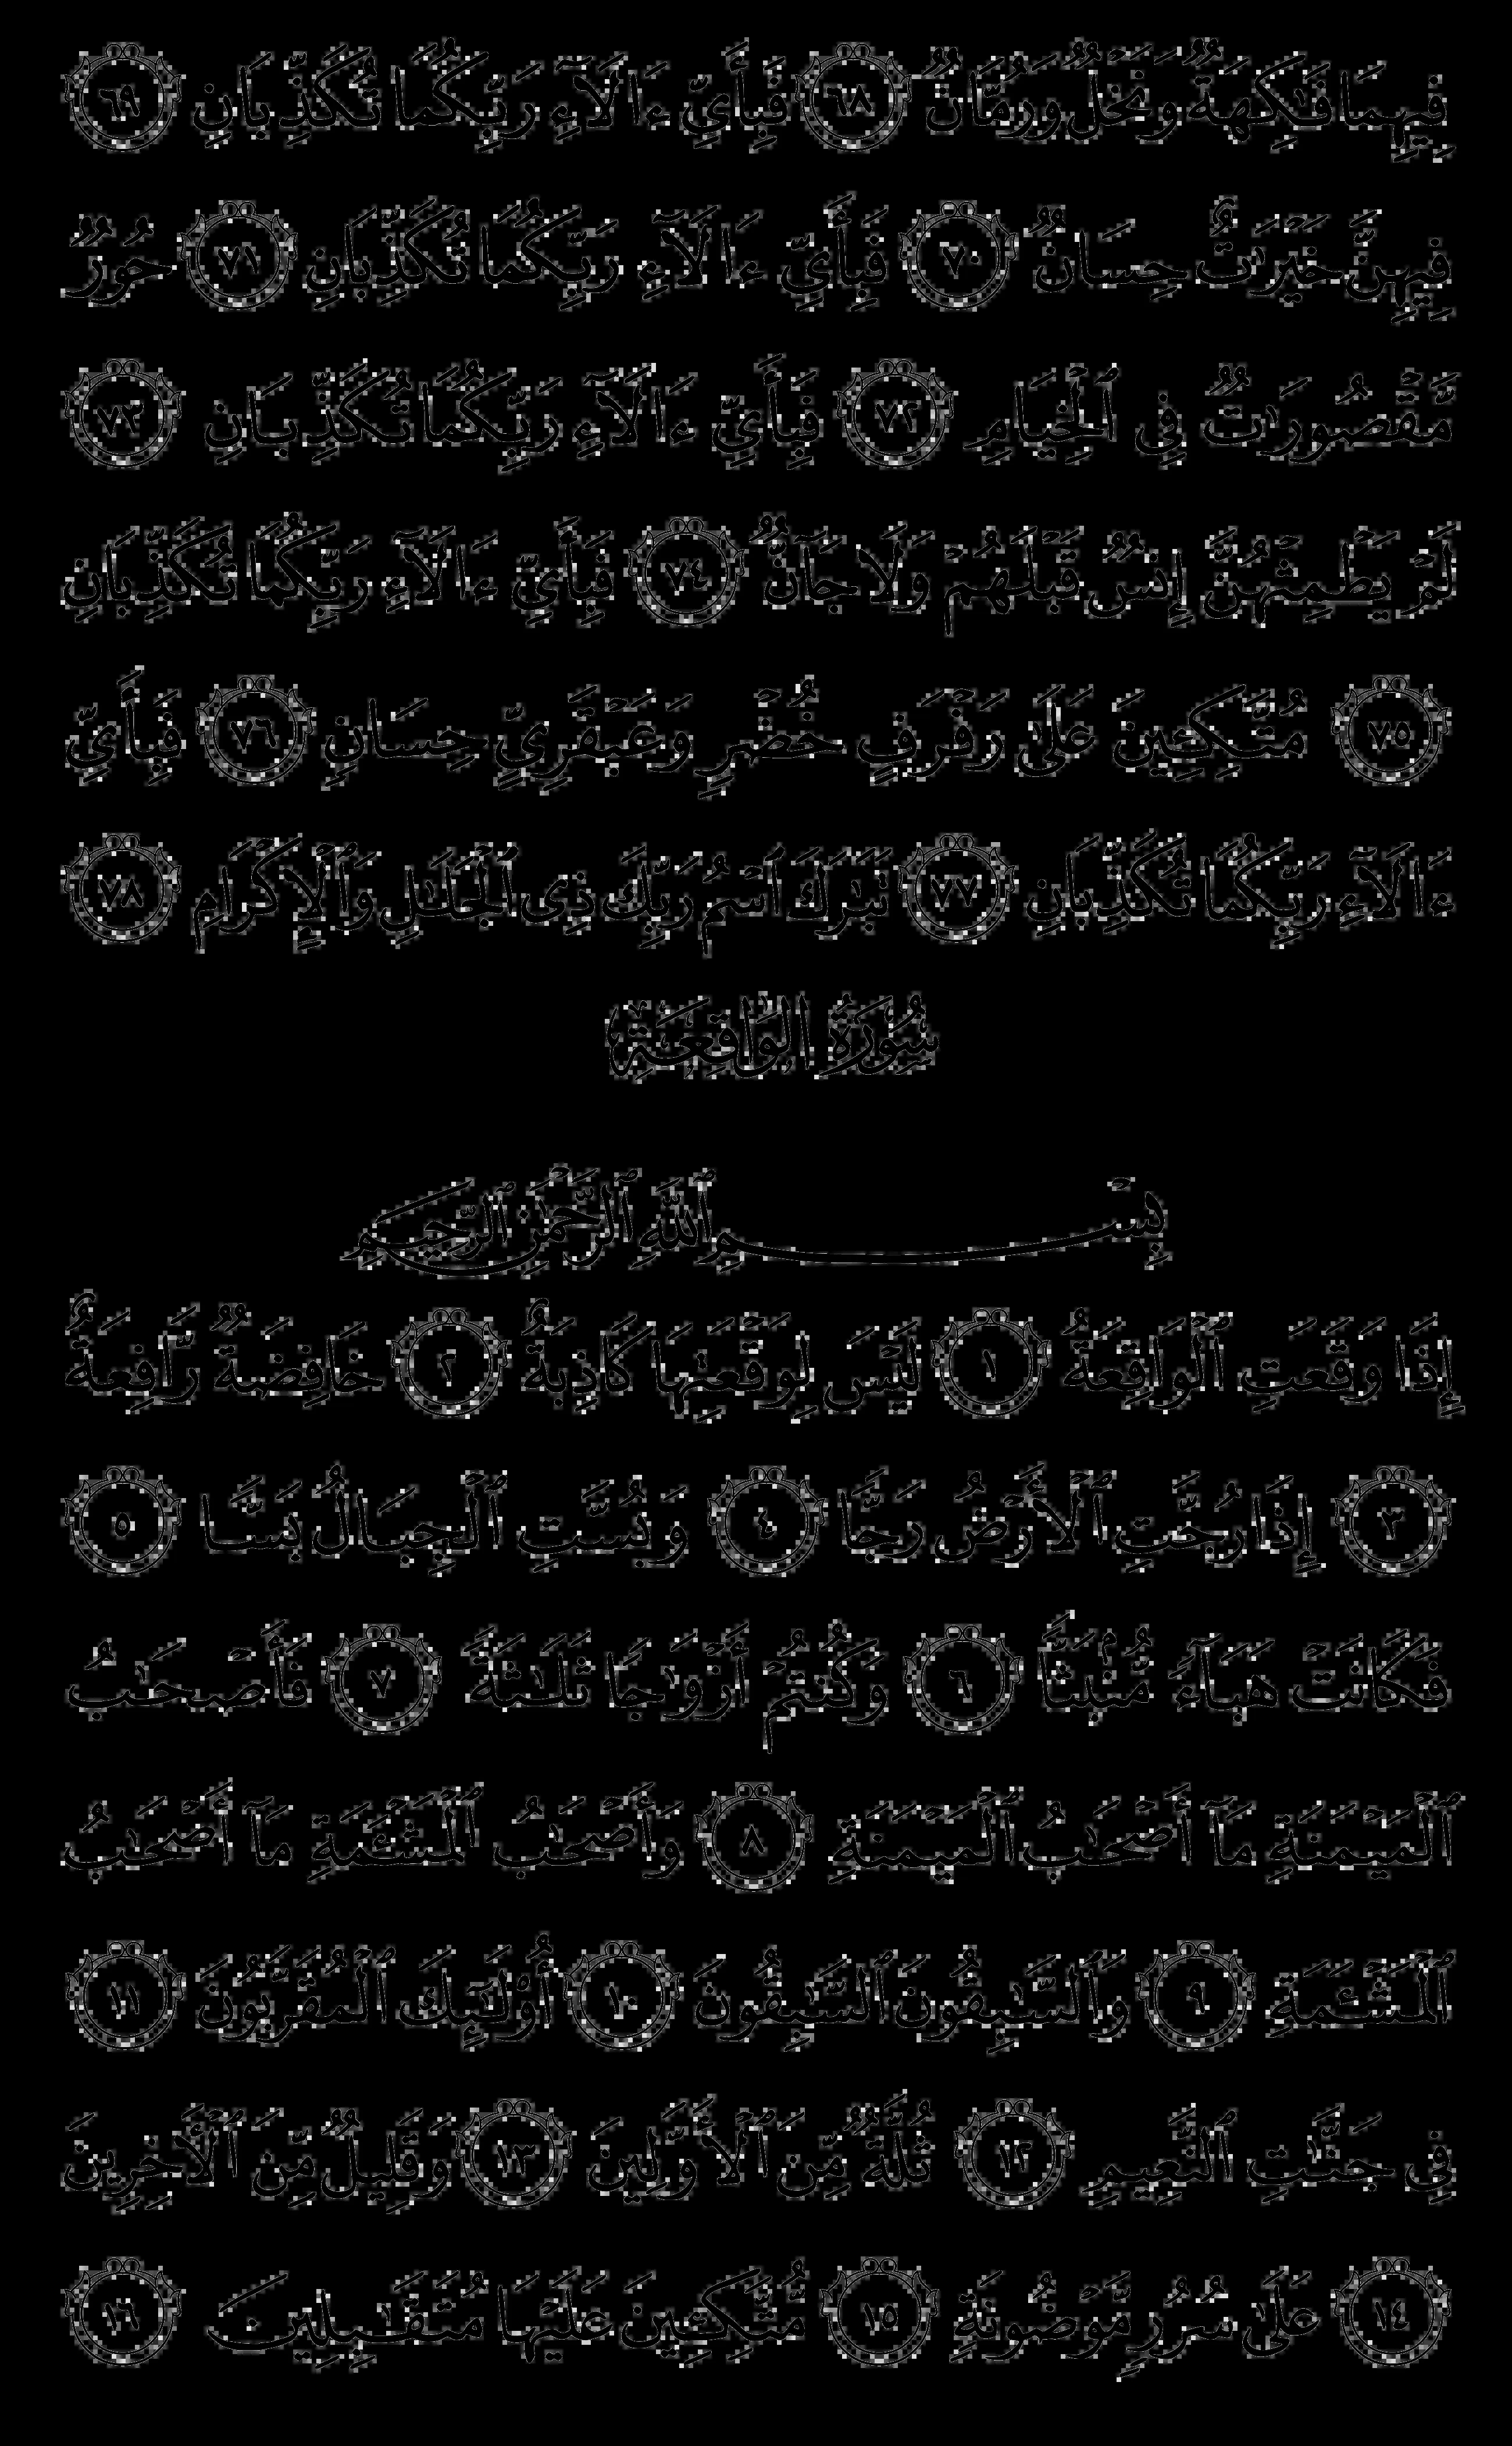 فِيهِمَا فَـٰكِهَةٌ وَنَخْلٌ وَرُمَّانٌ ٦٨ فَبِأَىِّ ءَالَآءِ رَبِّكُمَا تُكَذِّبَانِ ٦٩
فِيهِنَّ خَيْرَٰتٌ حِسَانٌ ٧٠ فَبِأَىِّ ءَالَآءِ رَبِّكُمَا تُكَذِّبَانِ ٧١ حُورٌ
مَّقْصُورَٰتٌ فِى ٱلْخِيَامِ ٧٢ فَبِأَىِّ ءَالَآءِ رَبِّكُمَا تُكَذِّبَانِ ٧٣
لَمْ يَطْمِثْهُنَّ إِنسٌ قَبْلَهُمْ وَلَا جَآنٌّ ٧٤ فَبِأَىِّ ءَالَآءِ رَبِّكُمَا تُكَذِّبَانِ
٧٥ مُتَّكِـِٔينَ عَلَىٰ رَفْرَفٍ خُضْرٍ وَعَبْقَرِىٍّ حِسَانٍ ٧٦ فَبِأَىِّ
ءَالَآءِ رَبِّكُمَا تُكَذِّبَانِ ٧٧ تَبَـٰرَكَ ٱسْمُ رَبِّكَ ذِى ٱلْجَلَـٰلِ وَٱلْإِكْرَامِ ٧٨
سُورَةُ الوَاقِعَةِ
بِسْمِ ٱللَّهِ ٱلرَّحْمَـٰنِ ٱلرَّحِيمِ
إِذَا وَقَعَتِ ٱلْوَاقِعَةُ ١ لَيْسَ لِوَقْعَتِهَا كَاذِبَةٌ ٢ خَافِضَةٌ رَّافِعَةٌ
٣ إِذَا رُجَّتِ ٱلْأَرْضُ رَجًّا ٤ وَبُسَّتِ ٱلْجِبَالُ بَسًّا ٥
فَكَانَتْ هَبَآءً مُّنۢبَثًّا ٦ وَكُنتُمْ أَزْوَٰجًا ثَلَـٰثَةً ٧ فَأَصْحَـٰبُ
ٱلْمَيْمَنَةِ مَآ أَصْحَـٰبُ ٱلْمَيْمَنَةِ ٨ وَأَصْحَـٰبُ ٱلْمَشْـَٔمَةِ مَآ أَصْحَـٰبُ
ٱلْمَشْـَٔمَةِ ٩ وَٱلسَّـٰبِقُونَ ٱلسَّـٰبِقُونَ ١٠ أُو۟لَـٰٓئِكَ ٱلْمُقَرَّبُونَ ١١
فِى جَنَّـٰتِ ٱلنَّعِيمِ ١٢ ثُلَّةٌ مِّنَ ٱلْأَوَّلِينَ ١٣ وَقَلِيلٌ مِّنَ ٱلْـَٔاخِرِينَ
١٤ عَلَىٰ سُرُرٍ مَّوْضُونَةٍ ١٥ مُّتَّكِـِٔينَ عَلَيْهَا مُتَقَـٰبِلِينَ ١٦